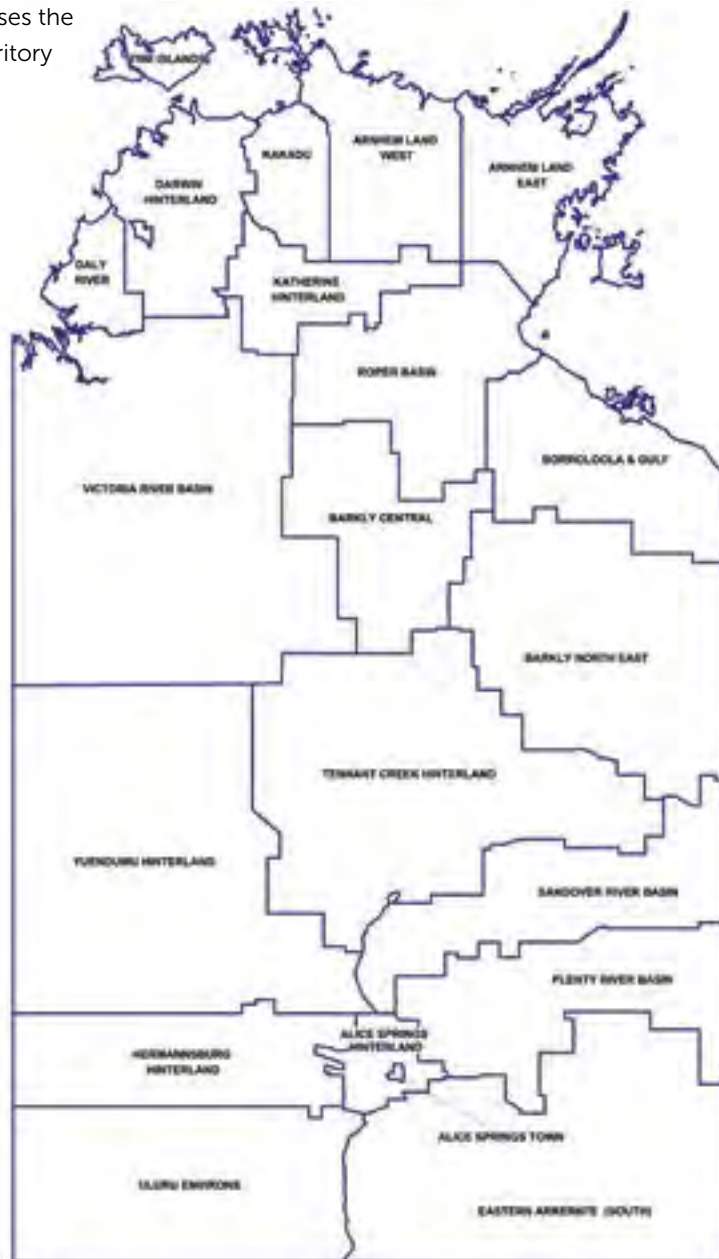 ses the
ritory
TIWI ISLANDS
KAKADU
ARNHEM LAND
WEST
ARNHEM LAND
EAST
DARWIN
HINTERLAND
DALY
RIVER
KATHERINE
HINTERLAND
ROPER BASIN
BORROLOOLA & GULF
VICTORIA RIVER BASIN
BARKLY CENTRAL
BARKLY NORTH EAST
TENNANT CREEK HINTERLAND
YUENDUMU HINTERLAND
SANDOVER RIVER BASIN
PLENTY RIVER BASIN
ALICE SPRINGS
HINTERLAND
HERMANNSBURG
HINTERLAND
ALICE SPRINGS TOWN
ULURU ENVIRONS
EASTERN ARRERNTE (SOUTH)